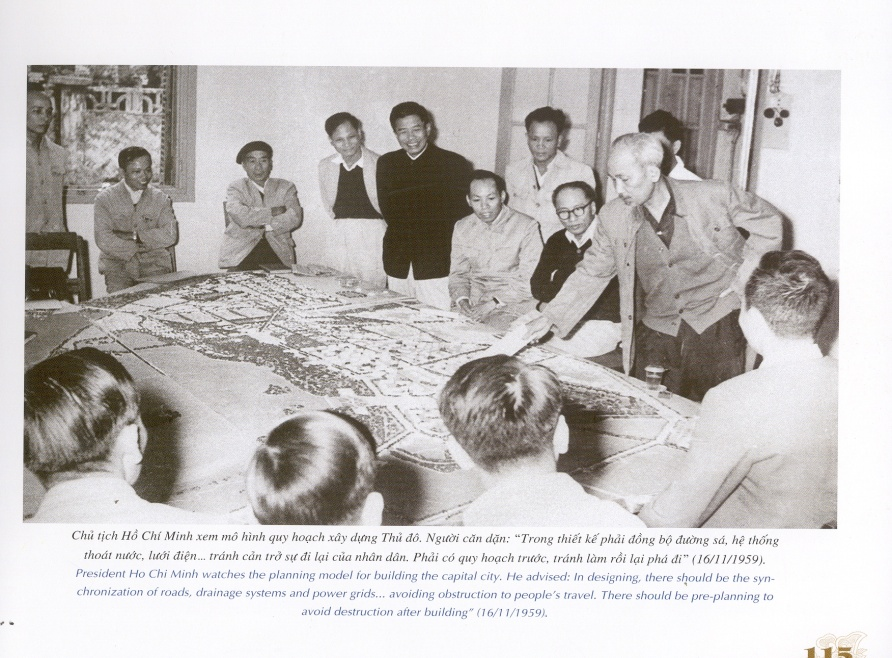 Chủ tịch Hồ Chí Minh xem mô hình quy hoạch xây dựng Thủ đô. Người căn dặn: “Trong thiết kế phải đồng bộ đường sá, hệ thống
thoát nước, lưới điện... tránh cản trở sự đi lại của nhân dân. Phải có quy hoạch trước, tránh làm rồi lại phá đi” (16/11/1959).
President Ho Chi Minh watches the planning model for building the capital city. He advised: In designing, there should be the syn-
chronization of roads, drainage systems and power grids... avoiding obstruction to people's travel. There should be pre-planning to
avoid destruction after building” (16/11/1959).
115